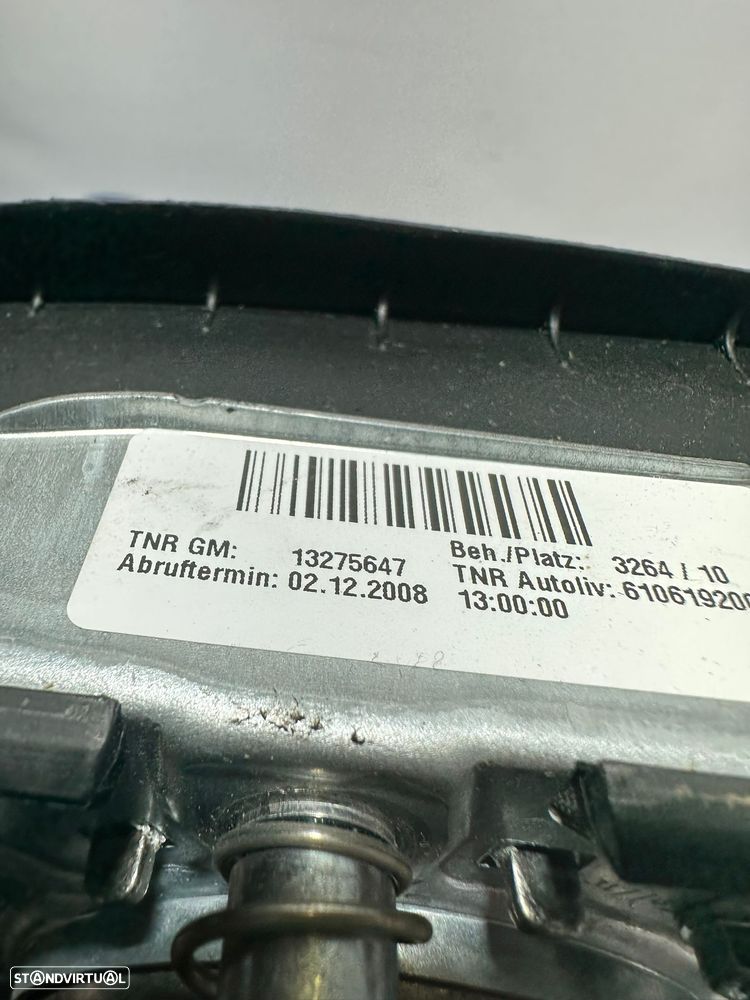 TNR GM: 13275647 Beh./Platz: 3264 / 10
Abruftermin: 02.12.2008 TNR Autoliv:
13:00:00
STANDVIRTUAL